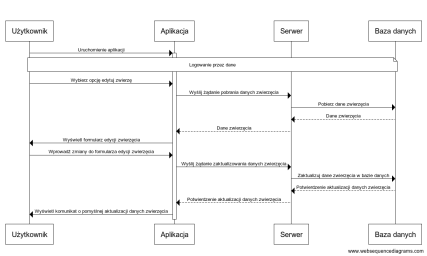 Użytkownik Aplikacja Serwer Baza danych
Uruchomienie aplikacji
Logowanie przez dane
Wybierz opcję edytuj zwierzę
Wyślij żądanie pobrania danych zwierzęcia
Pobierz dane zwierzęcia
Dane zwierzęcia
Dane zwierzęcia
Wyświetl formularz edycji zwierzęcia
Wprowadź zmiany do formularza edycji zwierzęcia
Wyślij żądanie zaktualizowania danych zwierzęcia
Zaktualizuj dane zwierzęcia w bazie danych
Potwierdzenie aktualizacji danych zwierzęcia
Potwierdzenie aktualizacji danych zwierzęcia
Wyświetl komunikat o pomyślnej aktualizacji danych zwierzęcia
Użytkownik Aplikacja Serwer Baza danych
www.websequencediagrams.com